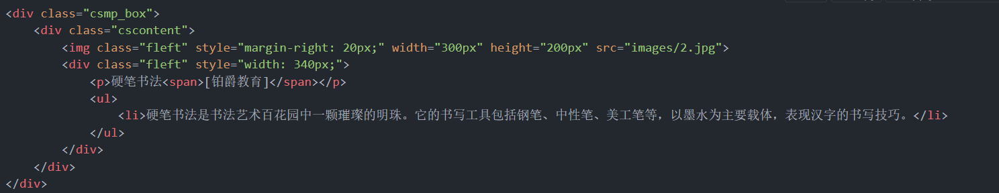 <div class="csmp_box">
<div class="cscontent">
<img class="fleft" style="margin-right: 20px;" width="300px" height="200px" src="images/2.jpg">
<div class="fleft" style="width: 340px;">
<p>硬笔书法<span>[铂爵教育]</span></p>
<ul>
<li>硬笔书法是书法艺术百花园中一颗璀璨的明珠。它的书写工具包括钢笔、中性笔、美工笔等，以墨水为主要载体，表现汉字的书写技巧。</li>
</ul>
</div>
</div>
</div>